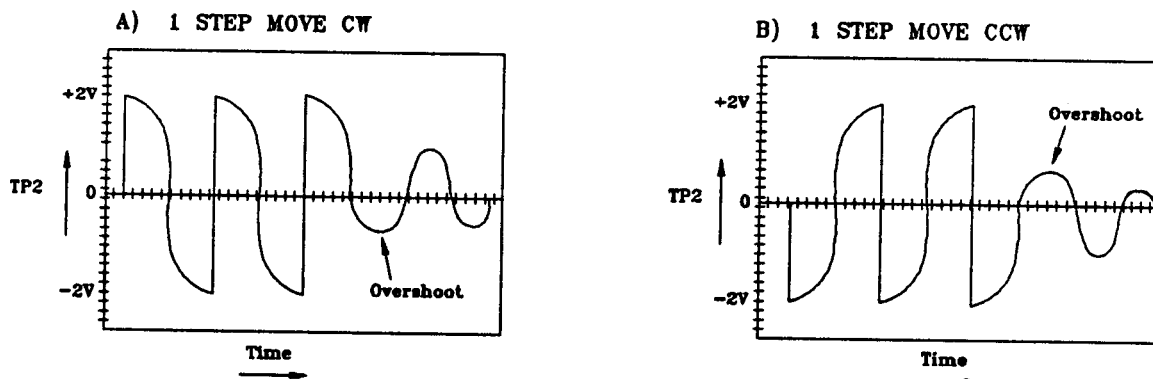 A) 1 STEP MOVE CW
+2V
TP2
0
-2V
Overshoot
Time
B) 1 STEP MOVE CCW
+2V
Overshoot
TP2
0
-2V
Time